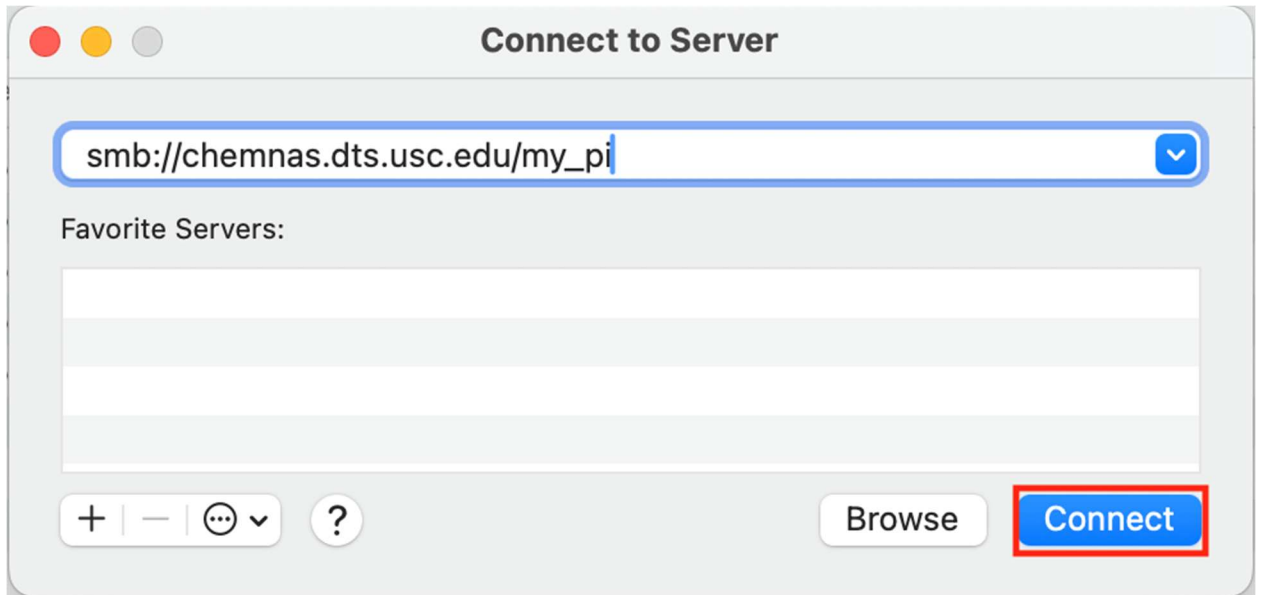 Connect to Server
smb://chemnas.dts.usc.edu/my_pi
Favorite Servers:
?
Browse
Connect